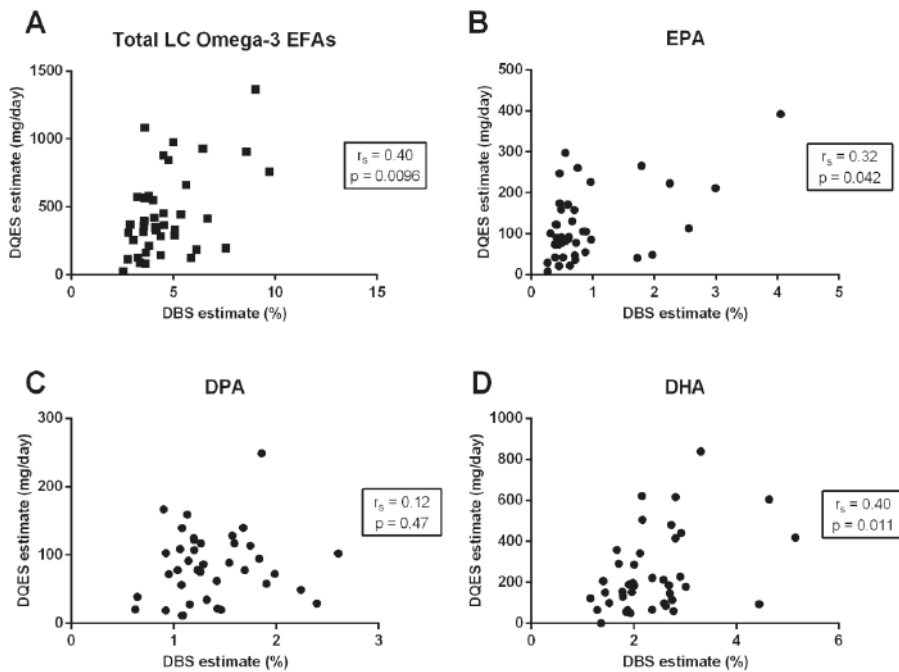 A
Total LC Omega-3 EFAs
DQES estimate (mg/day)
1500
1000
500
0
0 5 10 15
DBS estimate (%)
rs = 0.40
p = 0.0096
B
EPA
DQES estimate (mg/day)
500
400
300
200
100
0
0 1 2 3 4 5
DBS estimate (%)
rs = 0.32
p = 0.042
C
DPA
DQES estimate (mg/day)
300
200
100
0
0 1 2 3
DBS estimate (%)
rs = 0.12
p = 0.47
D
DHA
DQES estimate (mg/day)
1000
800
600
400
200
0
0 2 4 6
DBS estimate (%)
rs = 0.40
p = 0.011